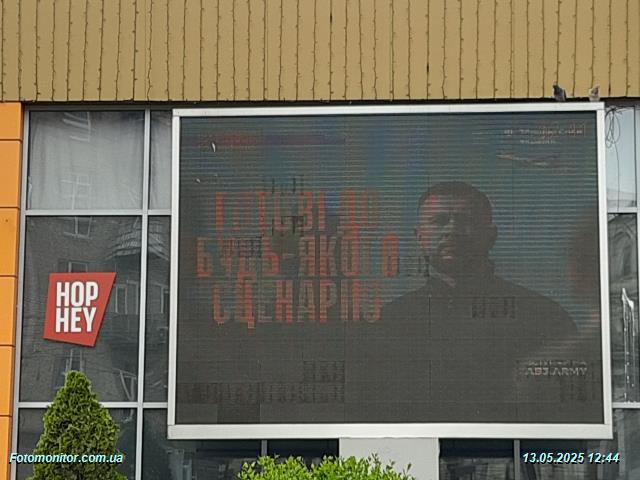 ГОТОВІ ДО
БУДЬ-ЯКОГО
СЦЕНАРІЮ
HOP
HEY
AB3.ARMY
Fotomonitor.com.ua
13.05.2025 12:44